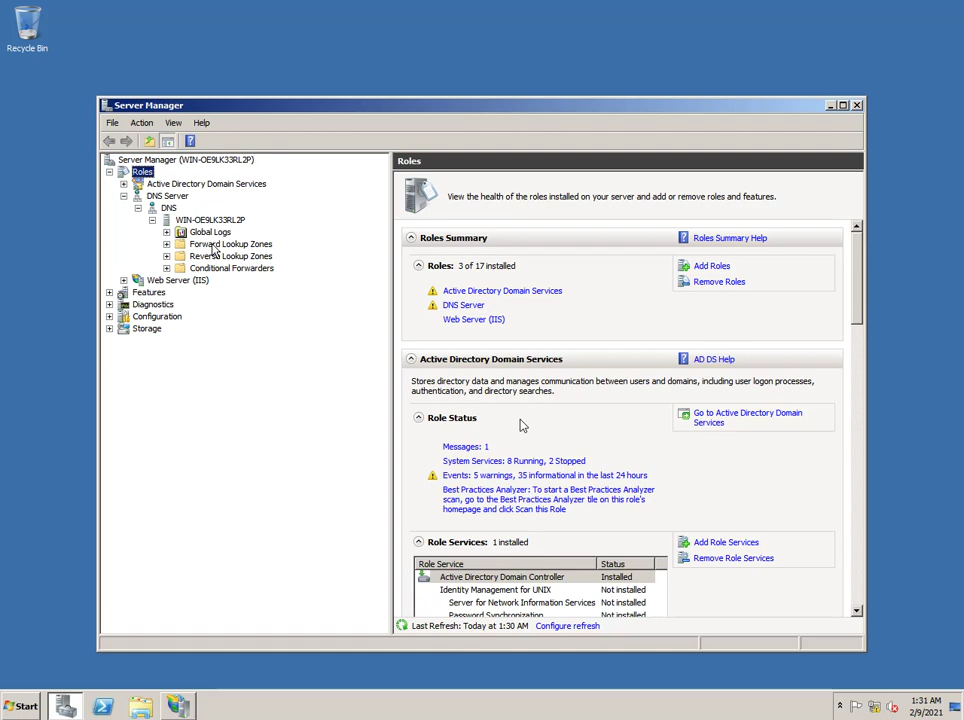 Recycle Bin
Server Manager
File Action View Help
Server Manager (WIN-OE9LK33RL2P)
Roles
Active Directory Domain Services
DNS Server
DNS
WIN-OE9LK33RL2P
Global Logs
Forward Lookup Zones
Reverse Lookup Zones
Conditional Forwarders
Web Server (IIS)
Features
Diagnostics
Configuration
Storage
Roles
View the health of the roles installed on your server and add or remove roles and features.
Roles Summary
Roles Summary Help
Roles: 3 of 17 installed
Add Roles
Remove Roles
Active Directory Domain Services
DNS Server
Web Server (IIS)
Active Directory Domain Services
AD DS Help
Stores directory data and manages communication between users and domains, including user logon processes,
authentication, and directory searches.
Role Status
Go to Active Directory Domain
Services
Messages: 1
System Services: 8 Running, 2 Stopped
Events: 5 warnings, 35 informational in the last 24 hours
Best Practices Analyzer: To start a Best Practices Analyzer
scan, go to the Best Practices Analyzer tile on this role's
homepage and click Scan this Role
Role Services: 1 installed
Add Role Services
Remove Role Services
Role Service Status
Active Directory Domain Controller Installed
Identity Management for UNIX Not installed
Server for Network Information Services Not installed
Password Synchronization Not installed
Last Refresh: Today at 1:30 AM Configure refresh
Start
1:31 AM
2/9/2021